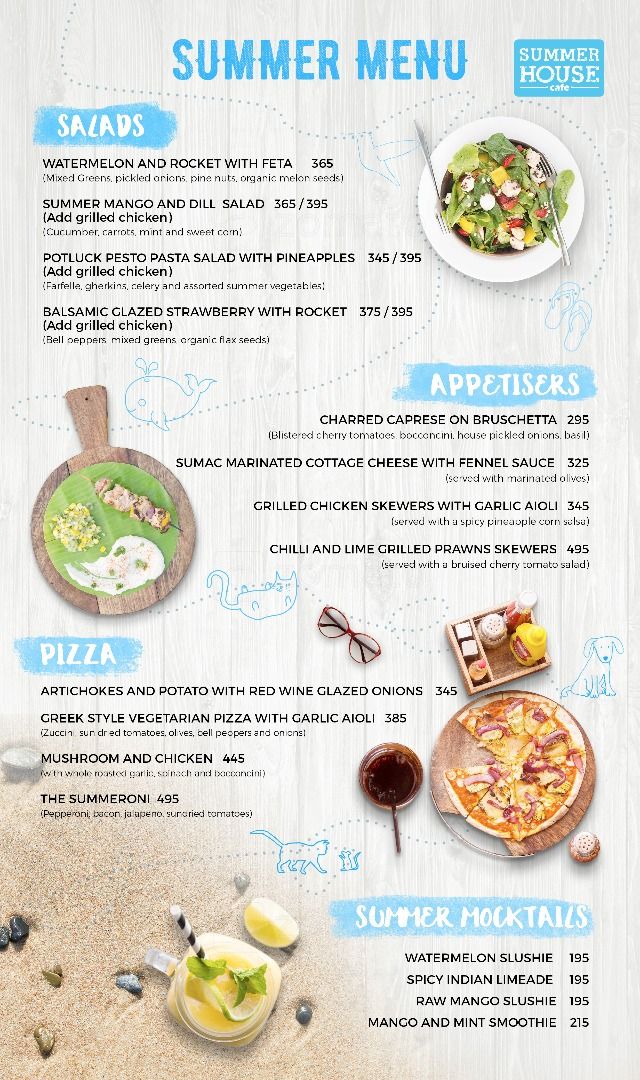 SUMMER MENU
SUMMER
HOUSE
cafe
SALADS
WATERMELON AND ROCKET WITH FETA 365
(Mixed Greens, pickled onions, pine nuts, organic melon seeds)
SUMMER MANGO AND DILL SALAD 365 / 395
(Add grilled chicken)
(Cucumber, carrots, mint and sweet corn)
POTLUCK PESTO PASTA SALAD WITH PINEAPPLES 345 / 395
(Add grilled chicken)
(Farfelle, gherkins, celery and assorted summer vegetables)
BALSAMIC GLAZED STRAWBERRY WITH ROCKET 375 / 395
(Add grilled chicken)
(Bell peppers, mixed greens, organic flax seeds)
APPETISERS
CHARRED CAPRESE ON BRUSCHETTA 295
(Blistered cherry tomatoes, bocconcini, house pickled onions, basil)
SUMAC MARINATED COTTAGE CHEESE WITH FENNEL SAUCE 325
(served with marinated olives)
GRILLED CHICKEN SKEWERS WITH GARLIC AIOLI 345
(served with a spicy pineapple corn salsa)
CHILLI AND LIME GRILLED PRAWNS SKEWERS 495
(served with a bruised cherry tomato salad)
PIZZA
ARTICHOKES AND POTATO WITH RED WINE GLAZED ONIONS 345
GREEK STYLE VEGETARIAN PIZZA WITH GARLIC AIOLI 385
(Zuccini, sun dried tomatoes, olives, bell peppers and onions)
MUSHROOM AND CHICKEN 445
(with whole roasted garlic, spinach and bocconcini)
THE SUMMERONI 495
(Pepperoni, bacon, jalapeno, sundried tomatoes)
SUMMER MOCKTAILS
WATERMELON SLUSHIE 195
SPICY INDIAN LIMEADE 195
RAW MANGO SLUSHIE 195
MANGO AND MINT SMOOTHIE 215